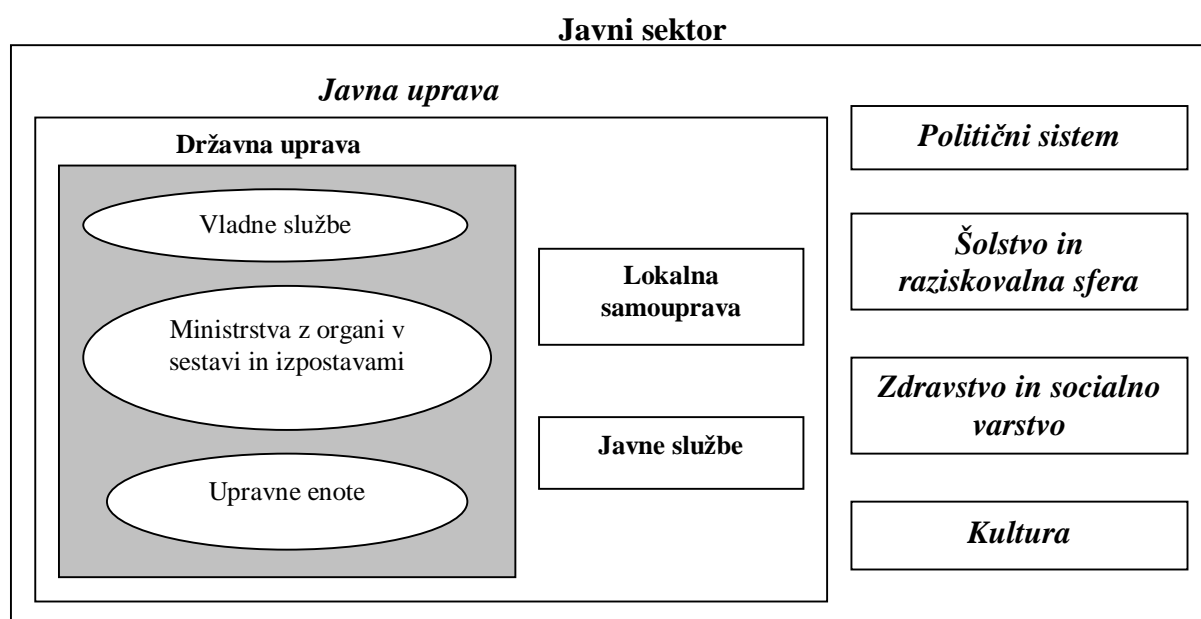 Javni sektor
Javna uprava
Državna uprava
Vladne službe
Ministrstva z organi v
sestavi in izpostavami
Upravne enote
Lokalna
samouprava
Javne službe
Politični sistem
Šolstvo in
raziskovalna sfera
Zdravstvo in socialno
varstvo
Kultura